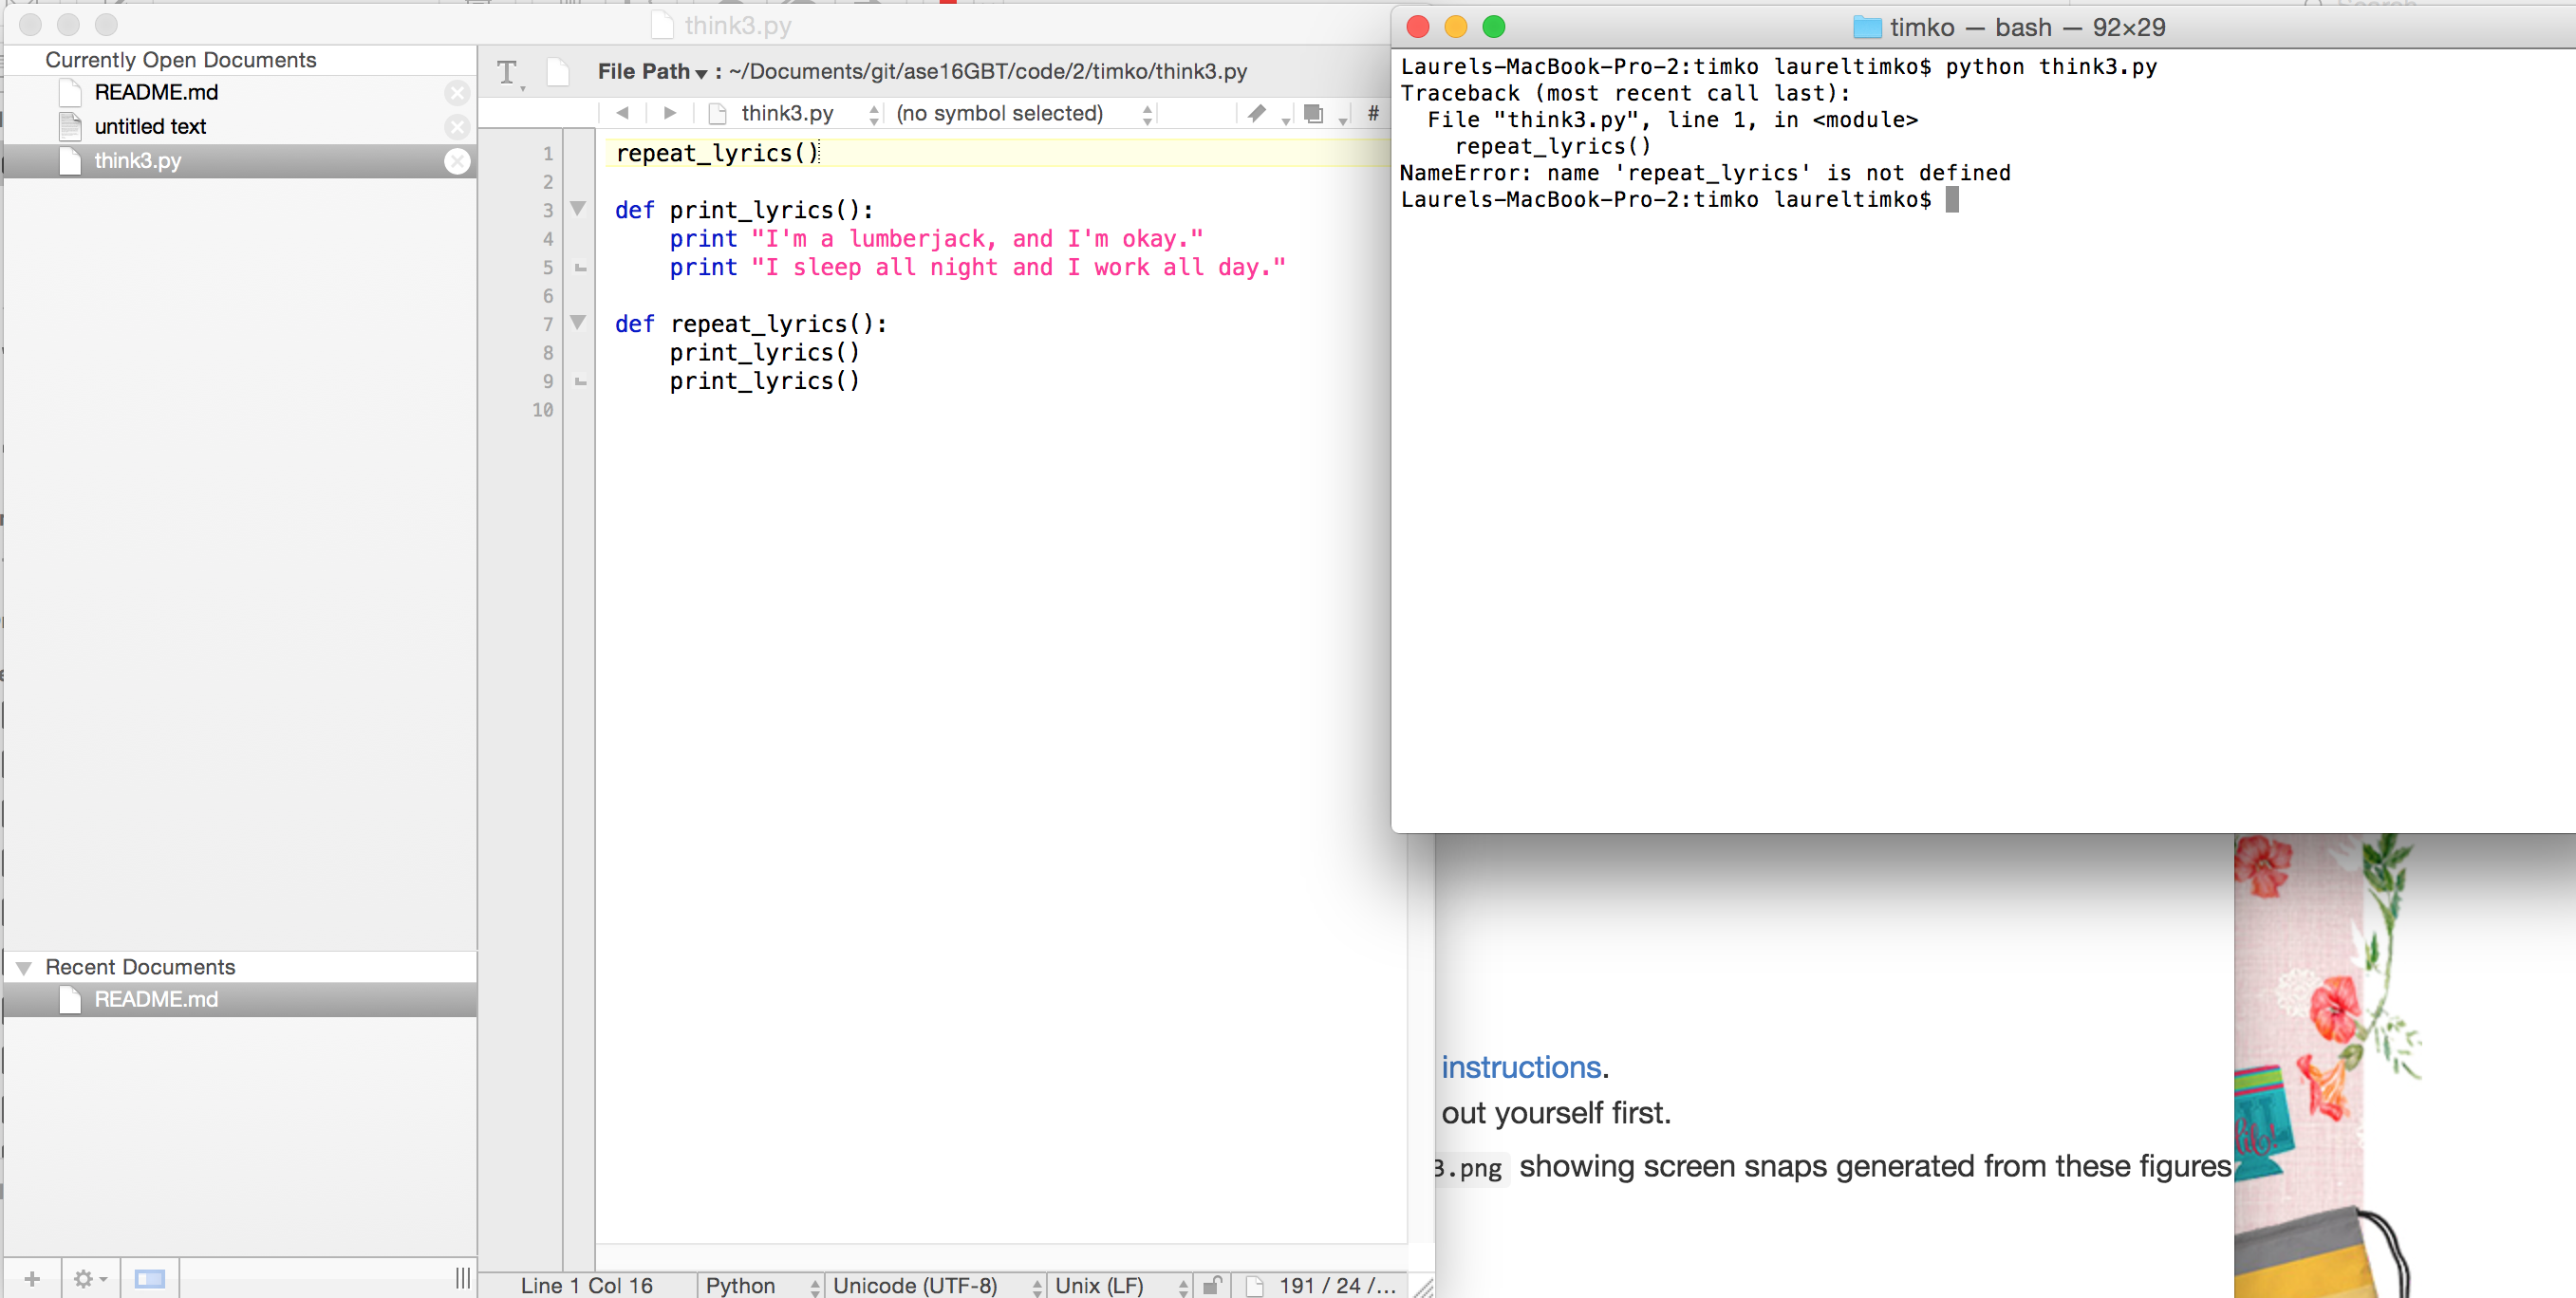 think3.py
Currently Open Documents
README.md
untitled text
think3.py
File Path : ~/Documents/git/ase16GBT/code/2/timko/think3.py
think3.py (no symbol selected) #
1 repeat_lyrics()
2
3 def print_lyrics():
4     print "I'm a lumberjack, and I'm okay."
5     print "I sleep all night and I work all day."
6
7 def repeat_lyrics():
8     print_lyrics()
9     print_lyrics()
10
Recent Documents
README.md
Line 1 Col 16 Python Unicode (UTF-8) Unix (LF) 191 / 24 /...
timko — bash — 92×29
Laurels-MacBook-Pro-2:timko laureltimko$ python think3.py
Traceback (most recent call last):
  File "think3.py", line 1, in <module>
    repeat_lyrics()
NameError: name 'repeat_lyrics' is not defined
Laurels-MacBook-Pro-2:timko laureltimko$
instructions.
out yourself first.
3.png showing screen snaps generated from these figures